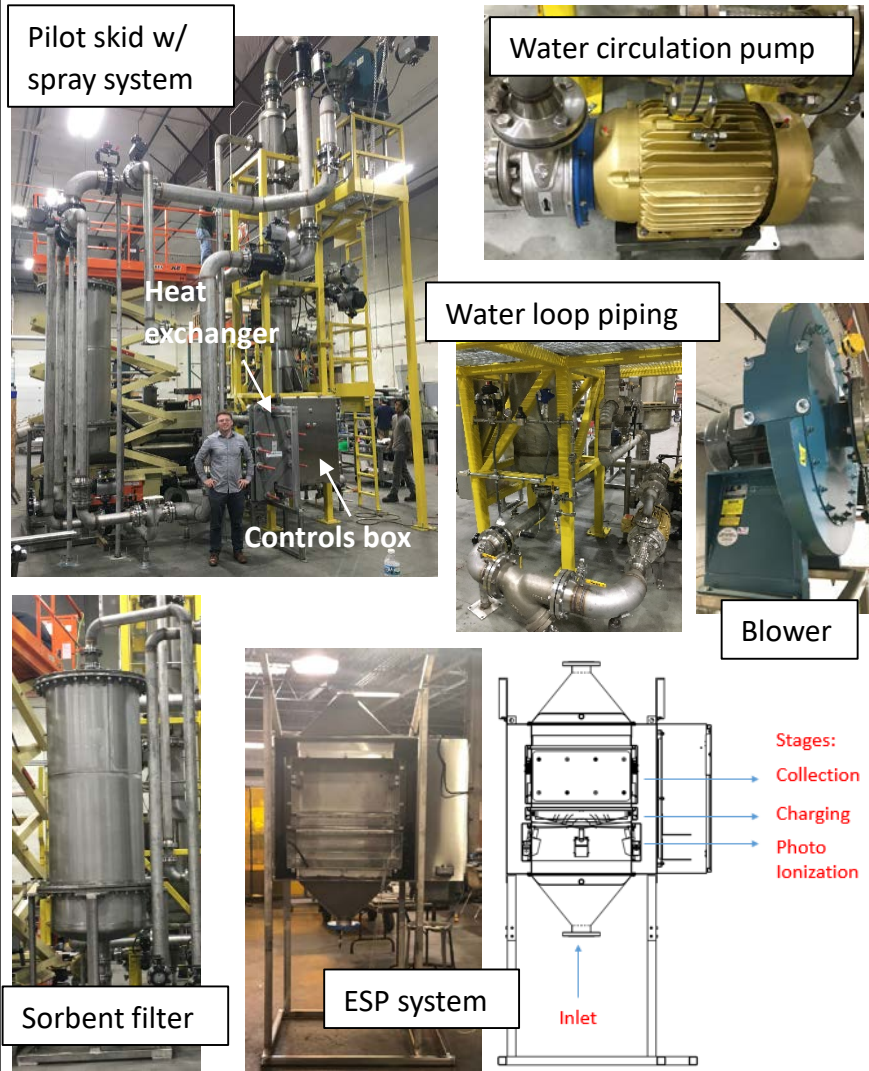 Pilot skid w/
spray system
Water circulation pump
Heat
exchanger
Water loop piping
Controls box
Blower
Stages:
Collection
Charging
Photo
Ionization
Sorbent filter
ESP system
Inlet